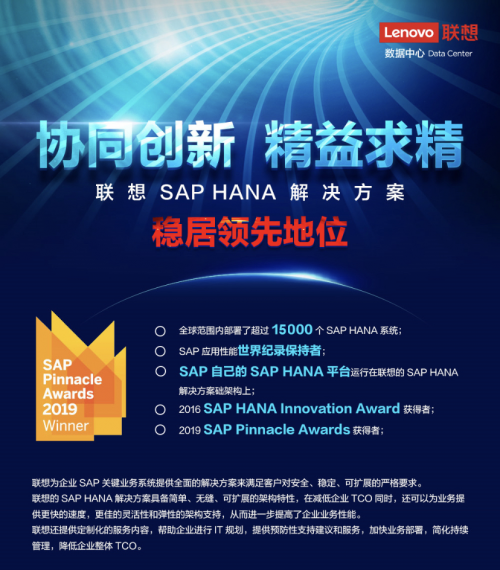 Lenovo 联想
数据中心 Data Center
协同创新 精益求精
联想 SAP HANA 解决方案
稳居领先地位
SAP
Pinnacle
Awards
2019
Winner
全球范围内部署了超过 15000 个 SAP HANA 系统；
SAP 应用性能世界纪录保持者；
SAP 自己的 SAP HANA 平台运行在联想的 SAP HANA
解决方案础架构上；
2016 SAP HANA Innovation Award 获得者；
2019 SAP Pinnacle Awards 获得者；
联想为企业 SAP 关键业务系统提供全面的解决方案来满足客户对安全、稳定、可扩展的严格要求。
联想的 SAP HANA 解决方案具备简单、无缝、可扩展的架构特性，在减低企业 TCO 同时，还可以为业务提
供更快的速度，更佳的灵活性和弹性的架构支持，从而进一步提高了企业业务性能。
联想还提供定制化的服务内容，帮助企业进行 IT 规划，提供预防性支持建议和服务，加快业务部署，简化持续
管理，降低企业整体 TCO。